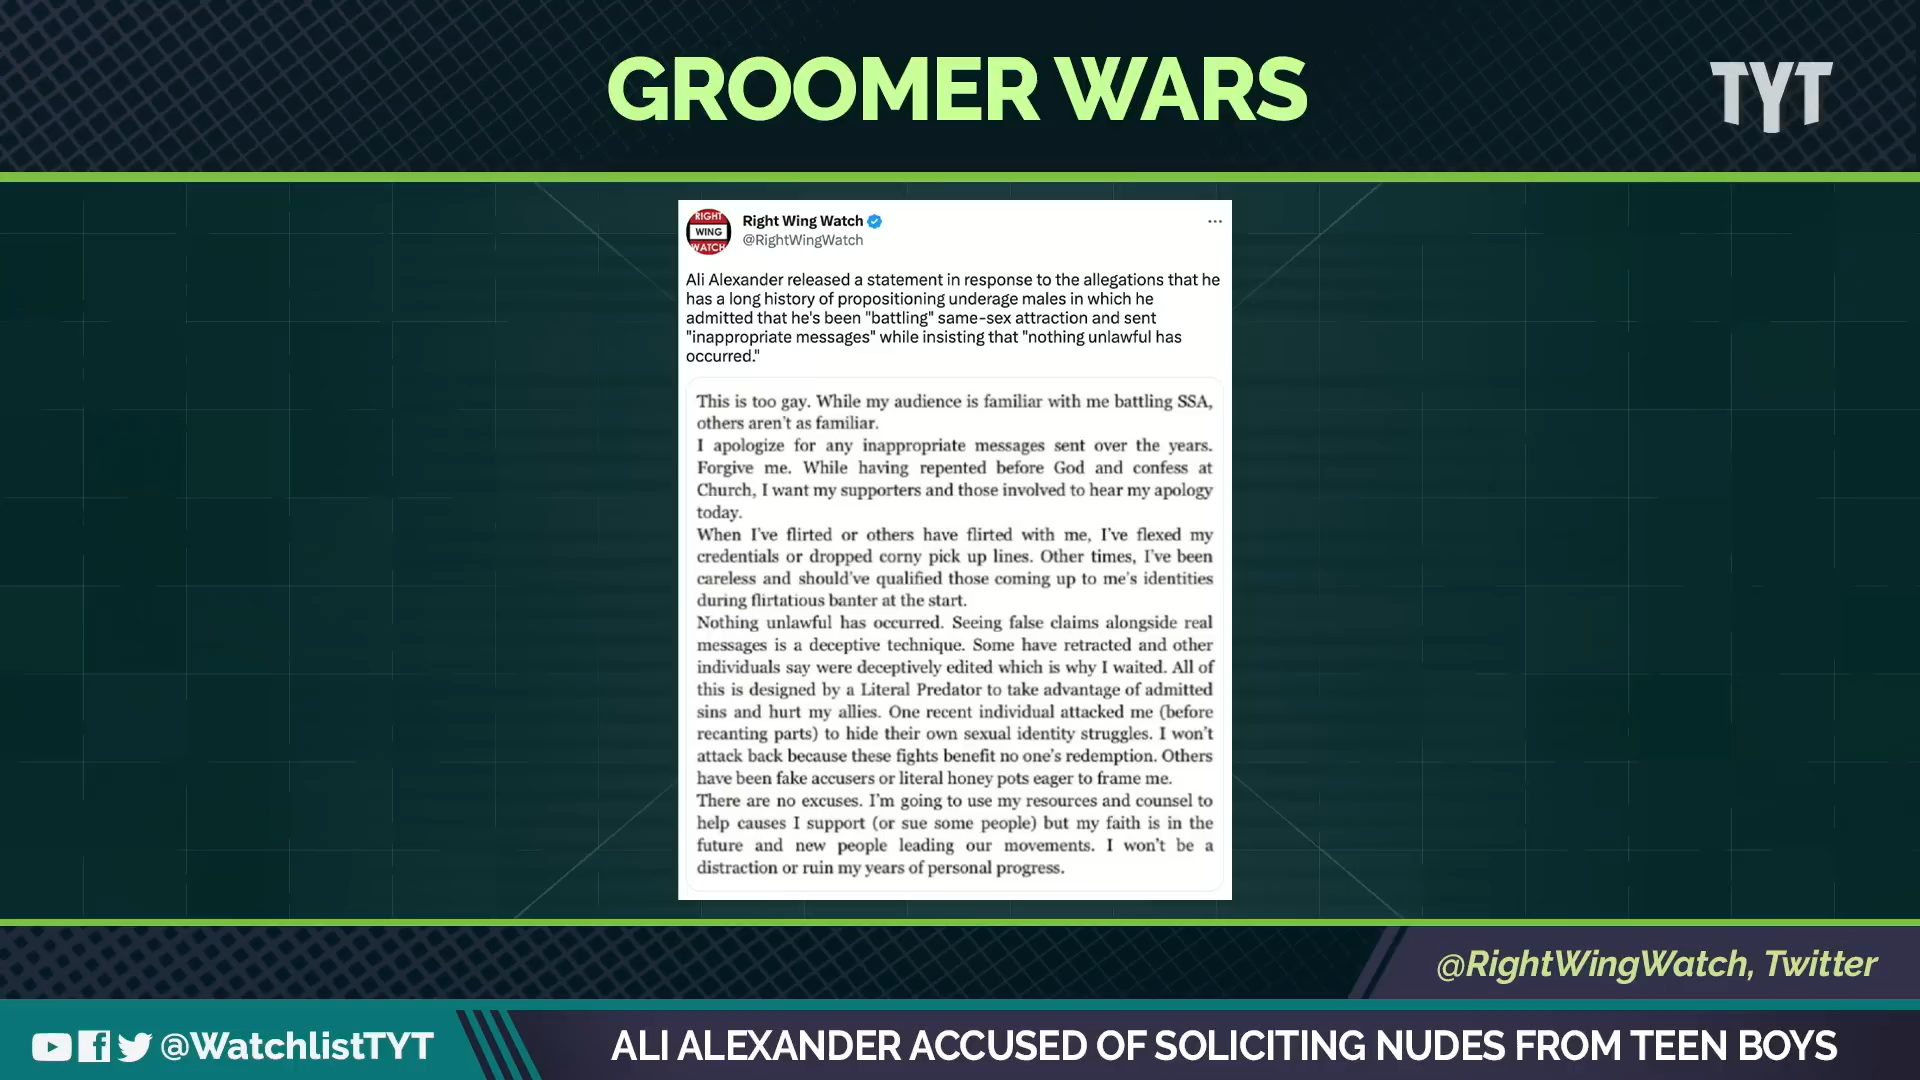 GROOMER WARS
TYT
RIGHT
WING
WATCH
Right Wing Watch
@RightWingWatch
Ali Alexander released a statement in response to the allegations that he
has a long history of propositioning underage males in which he
admitted that he's been "battling" same-sex attraction and sent
"inappropriate messages" while insisting that "nothing unlawful has
occurred."
This is too gay. While my audience is familiar with me battling SSA,
others aren't as familiar.
I apologize for any inappropriate messages sent over the years.
Forgive me. While having repented before God and confess at
Church, I want my supporters and those involved to hear my apology
today.
When I've flirted or others have flirted with me, I've flexed my
credentials or dropped corny pick up lines. Other times, I've been
careless and should've qualified those coming up to me's identities
during flirtatious banter at the start.
Nothing unlawful has occurred. Seeing false claims alongside real
messages is a deceptive technique. Some have retracted and other
individuals say were deceptively edited which is why I waited. All of
this is designed by a Literal Predator to take advantage of admitted
sins and hurt my allies. One recent individual attacked me (before
recanting parts) to hide their own sexual identity struggles. I won't
attack back because these fights benefit no one's redemption. Others
have been fake accusers or literal honey pots eager to frame me.
There are no excuses. I'm going to use my resources and counsel to
help causes I support (or sue some people) but my faith is in the
future and new people leading our movements. I won't be a
distraction or ruin my years of personal progress.
@RightWingWatch, Twitter
@WatchlistTYT
ALI ALEXANDER ACCUSED OF SOLICITING NUDES FROM TEEN BOYS